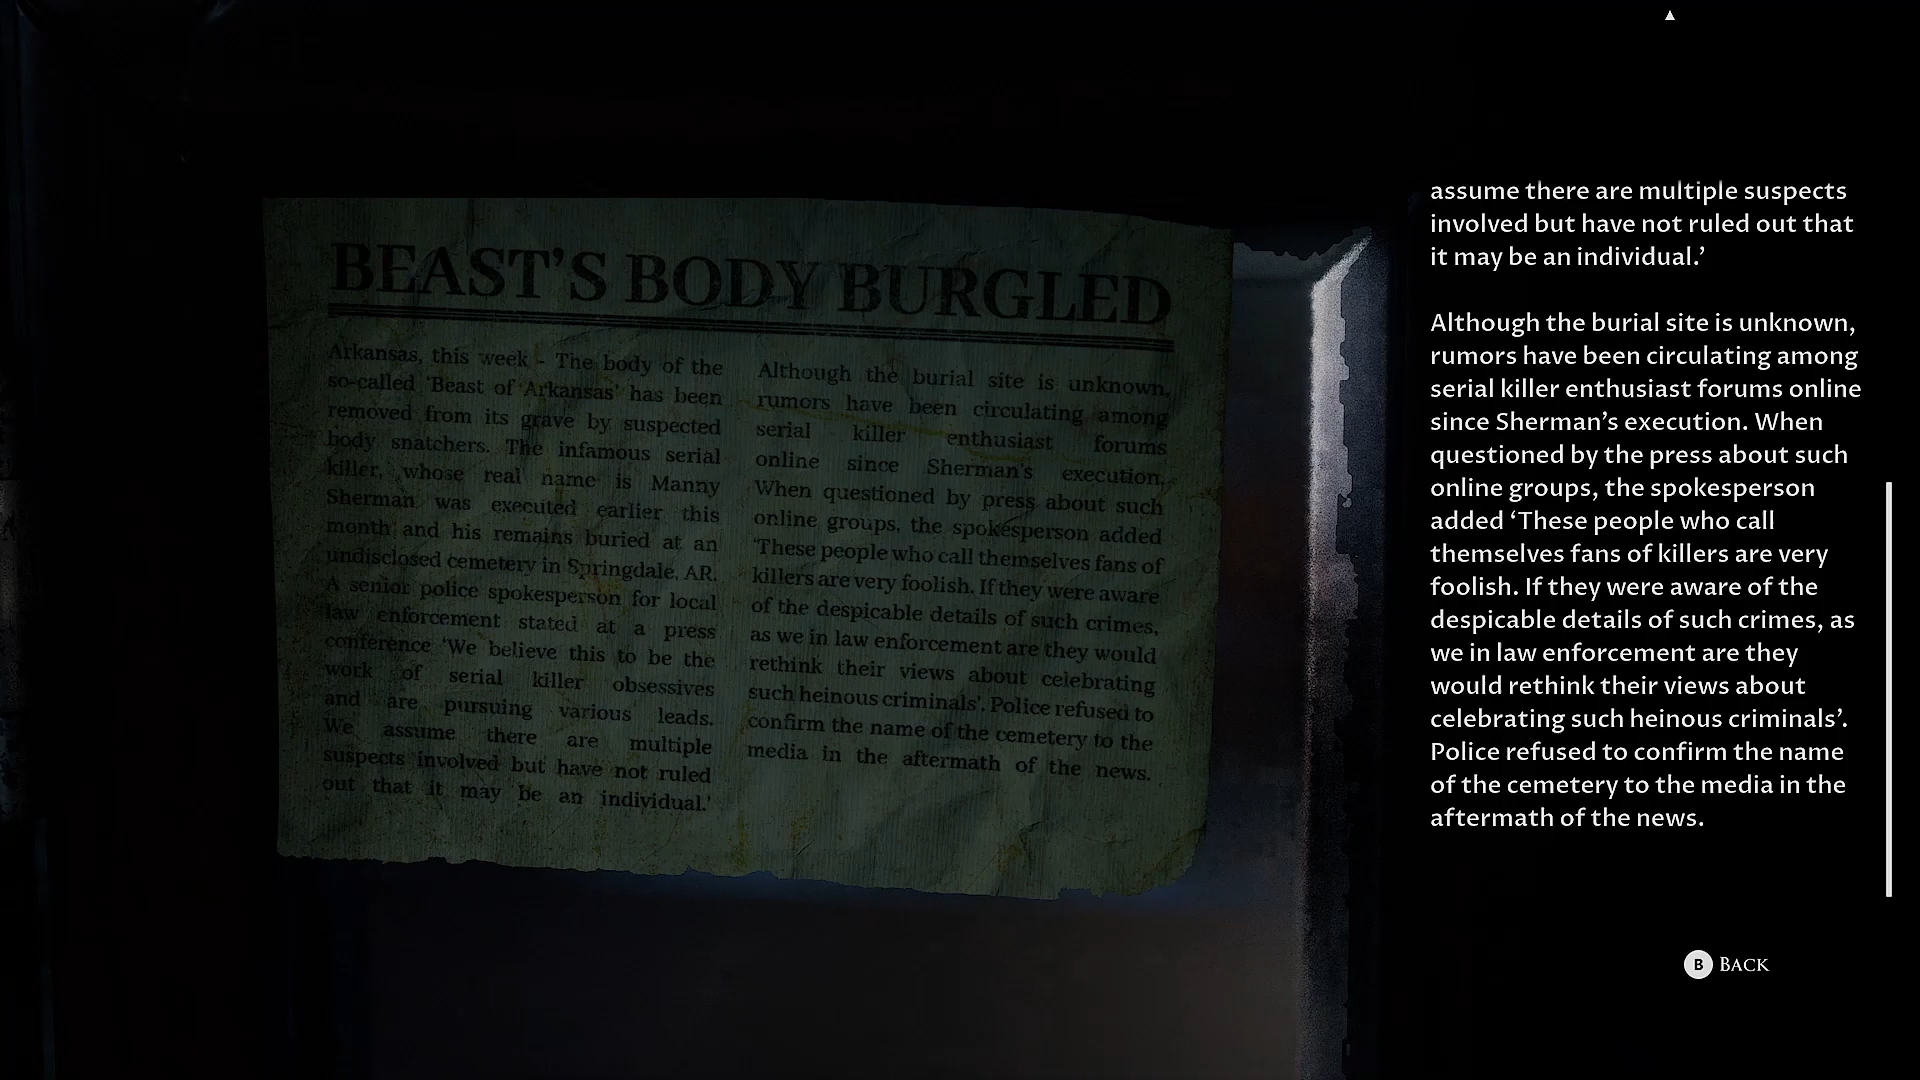 BEAST'S BODY BURGLED
Arkansas, this week - The body of the
so-called 'Beast of Arkansas' has been
removed from its grave by suspected
body snatchers. The infamous serial
killer, whose real name is Manny
Sherman was executed earlier this
month and his remains buried at an
undisclosed cemetery in Springdale, AR.
A senior police spokesperson for local
law enforcement stated at a press
conference 'We believe this to be the
work of serial killer obsessives
and are pursuing various leads.
We assume there are multiple
suspects involved but have not ruled
out that it may be an individual.'
Although the burial site is unknown,
rumors have been circulating among
serial killer enthusiast forums
online since Sherman's execution.
When questioned by press about such
online groups, the spokesperson added
'These people who call themselves fans of
killers are very foolish. If they were aware
of the despicable details of such crimes,
as we in law enforcement are they would
rethink their views about celebrating
such heinous criminals'. Police refused to
confirm the name of the cemetery to the
media in the aftermath of the news.
assume there are multiple suspects
involved but have not ruled out that
it may be an individual.’
Although the burial site is unknown,
rumors have been circulating among
serial killer enthusiast forums online
since Sherman’s execution. When
questioned by the press about such
online groups, the spokesperson
added ‘These people who call
themselves fans of killers are very
foolish. If they were aware of the
despicable details of such crimes, as
we in law enforcement are they
would rethink their views about
celebrating such heinous criminals’.
Police refused to confirm the name
of the cemetery to the media in the
aftermath of the news.
B BACK